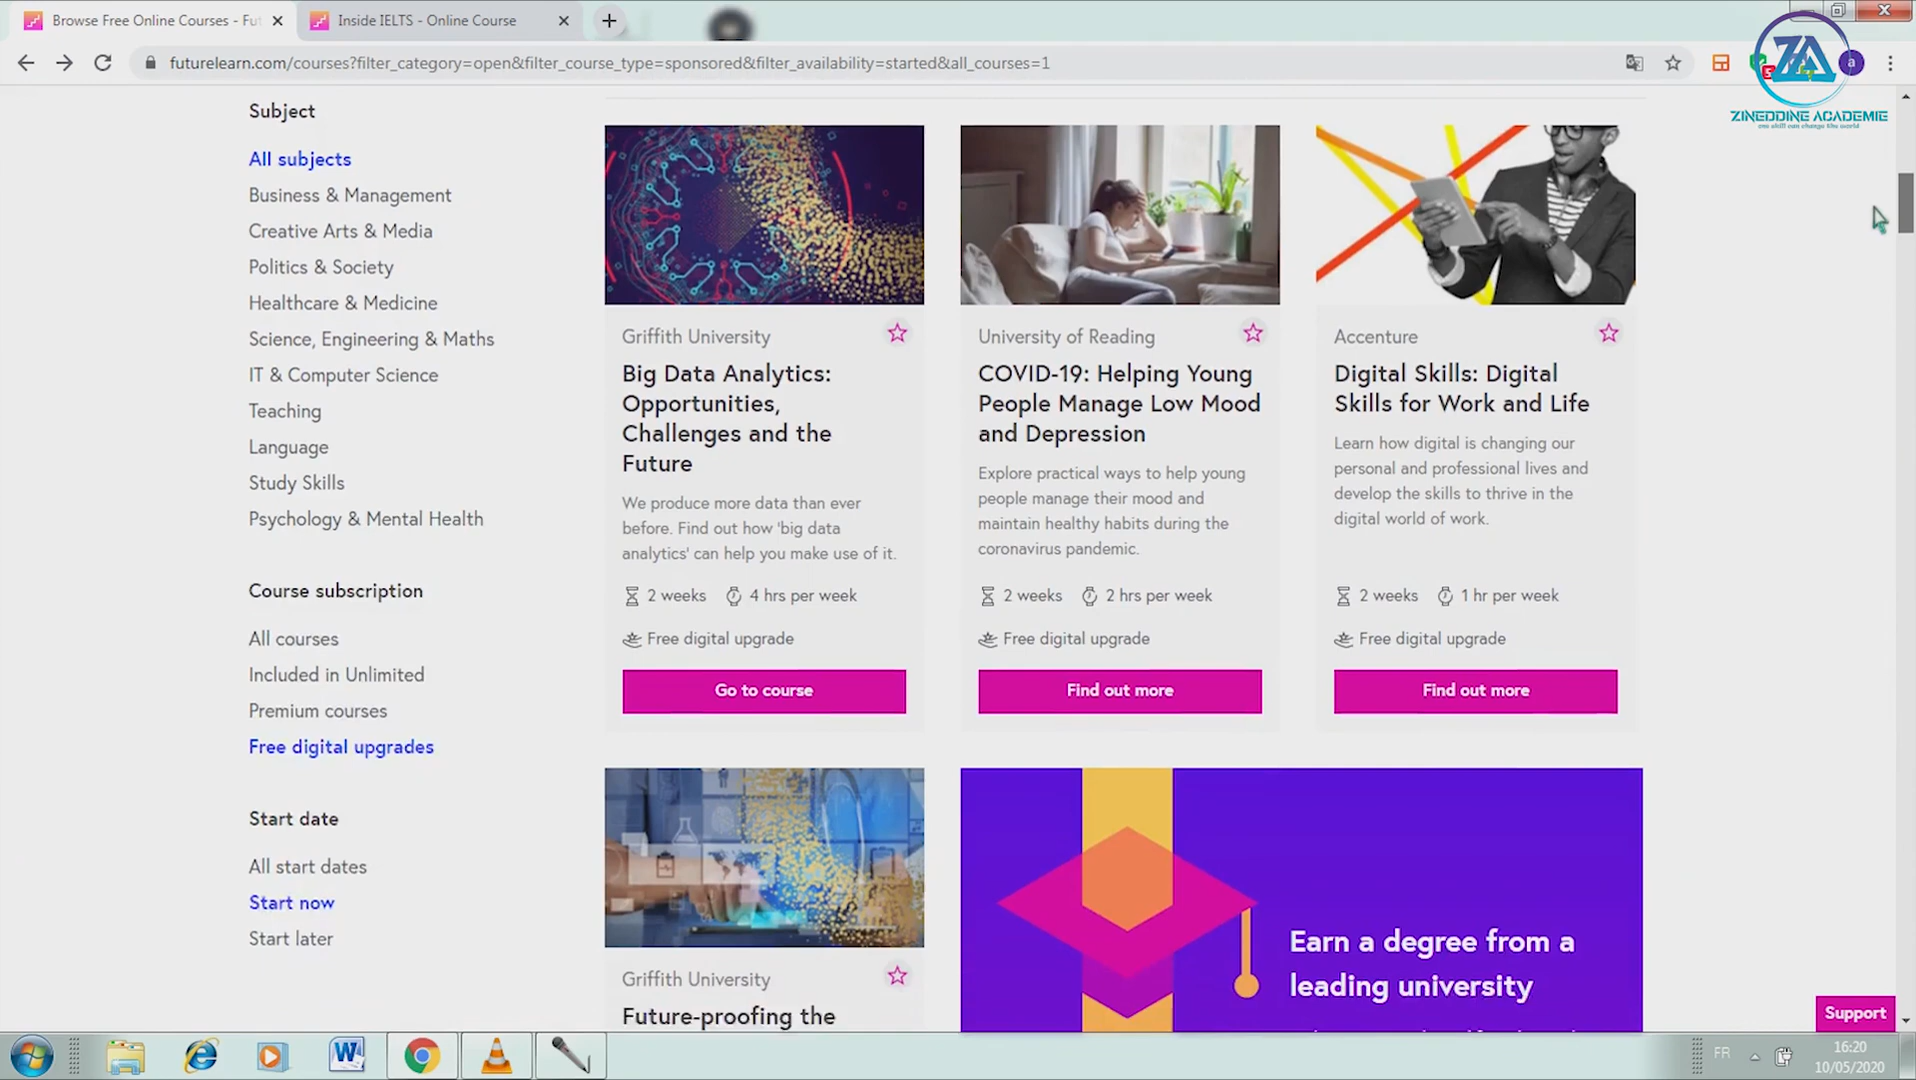 Browse Free Online Courses - Fut
Inside IELTS - Online Course
futurelearn.com/courses?filter_category=open&filter_course_type=sponsored&filter_availability=started&all_courses=1
ZA
ZINEDDINE ACADEMIE
one skill can change the world
a
Subject
All subjects
Business & Management
Creative Arts & Media
Politics & Society
Healthcare & Medicine
Science, Engineering & Maths
IT & Computer Science
Teaching
Language
Study Skills
Psychology & Mental Health
Course subscription
All courses
Included in Unlimited
Premium courses
Free digital upgrades
Start date
All start dates
Start now
Start later
Griffith University
Big Data Analytics:
Opportunities,
Challenges and the
Future
We produce more data than ever
before. Find out how 'big data
analytics' can help you make use of it.
2 weeks 4 hrs per week
Free digital upgrade
Go to course
University of Reading
COVID-19: Helping Young
People Manage Low Mood
and Depression
Explore practical ways to help young
people manage their mood and
maintain healthy habits during the
coronavirus pandemic.
2 weeks 2 hrs per week
Free digital upgrade
Find out more
Accenture
Digital Skills: Digital
Skills for Work and Life
Learn how digital is changing our
personal and professional lives and
develop the skills to thrive in the
digital world of work.
2 weeks 1 hr per week
Free digital upgrade
Find out more
Griffith University
Future-proofing the
Earn a degree from a
leading university
Support
FR
16:20
10/05/2020